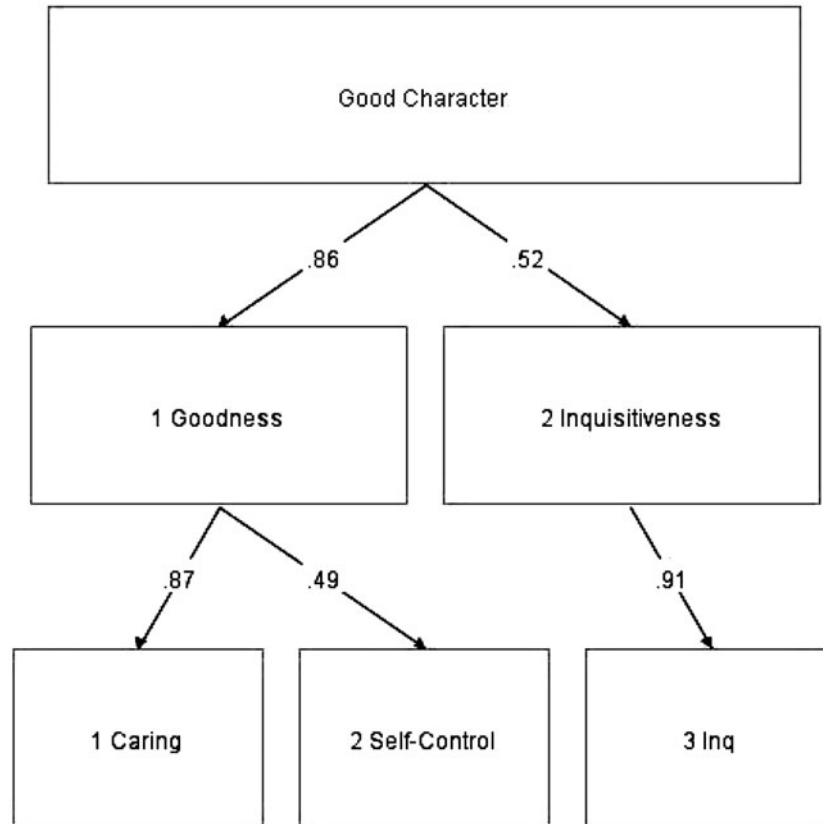 Good Character
.86
.52
1 Goodness
2 Inquisitiveness
.87
.49
.91
1 Caring
2 Self-Control
3 Inq